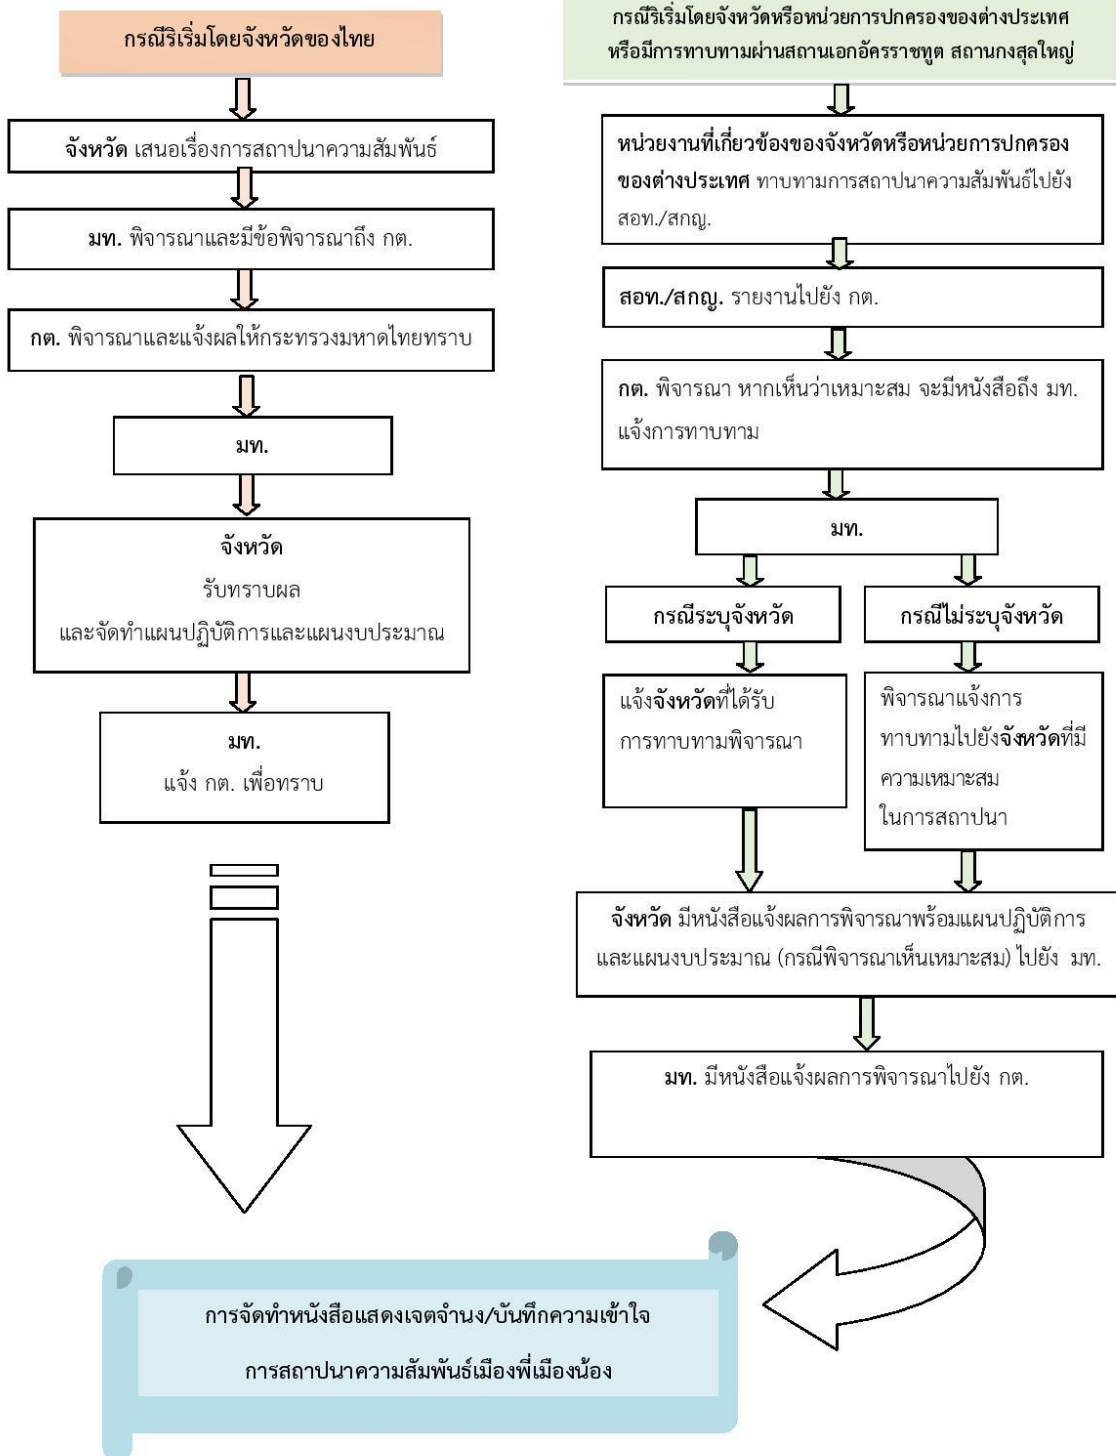 กรณีริเริ่มโดยจังหวัดของไทย
จังหวัด เสนอเรื่องการสถาปนาความสัมพันธ์
มท. พิจารณาและมีข้อพิจารณาถึง กต.
กต. พิจารณาและแจ้งผลให้กระทรวงมหาดไทยทราบ
มท.
จังหวัด
รับทราบผล
และจัดทำแผนปฏิบัติการและแผนงบประมาณ
มท.
แจ้ง กต. เพื่อทราบ
กรณีริเริ่มโดยจังหวัดหรือหน่วยการปกครองของต่างประเทศ
หรือมีการทาบทามผ่านสถานเอกอัครราชทูต สถานกงสุลใหญ่
หน่วยงานที่เกี่ยวข้องของจังหวัดหรือหน่วยการปกครอง
ของต่างประเทศ ทาบทามการสถาปนาความสัมพันธ์ไปยัง
สอท./สกญ.
สอท./สกญ. รายงานไปยัง กต.
กต. พิจารณา หากเห็นว่าเหมาะสม จะมีหนังสือถึง มท.
แจ้งการทาบทาม
มท.
กรณีระบุจังหวัด
แจ้งจังหวัดที่ได้รับ
การทาบทามพิจารณา
กรณีไม่ระบุจังหวัด
พิจารณาแจ้งการ
ทาบทามไปยังจังหวัดที่มี
ความเหมาะสม
ในการสถาปนา
จังหวัด มีหนังสือแจ้งผลการพิจารณาพร้อมแผนปฏิบัติการ
และแผนงบประมาณ (กรณีพิจารณาเห็นเหมาะสม) ไปยัง มท.
มท. มีหนังสือแจ้งผลการพิจารณาไปยัง กต.
การจัดทำหนังสือแสดงเจตจำนง/บันทึกความเข้าใจ
การสถาปนาความสัมพันธ์เมืองพี่เมืองน้อง